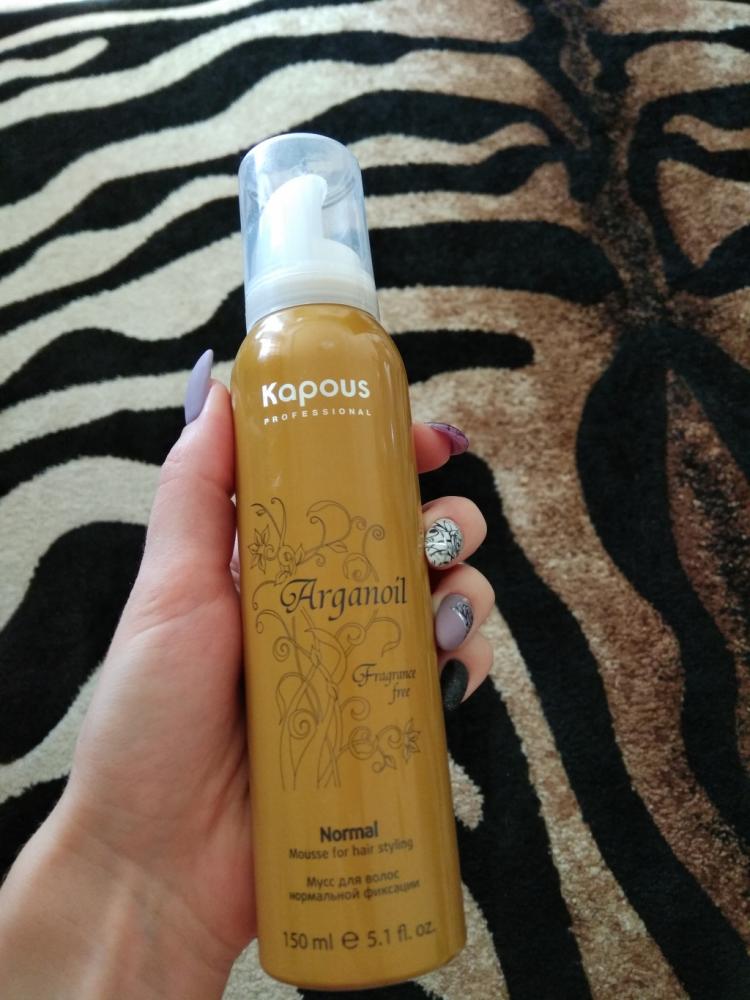 Kapous
PROFESSIONAL
Arganoil
Fragrance
free
Normal
Mousse for hair styling
Мусс для волос
нормальной фиксации
150 ml ℮ 5.1 fl. oz.